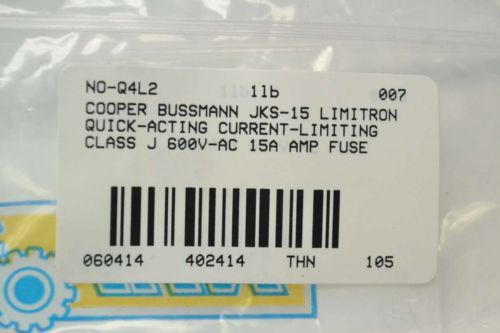 NO-Q4L2 1lb 007
COOPER BUSSMANN JKS-15 LIMITRON
QUICK-ACTING CURRENT-LIMITING
CLASS J 600V-AC 15A AMP FUSE
060414 402414 THN 105